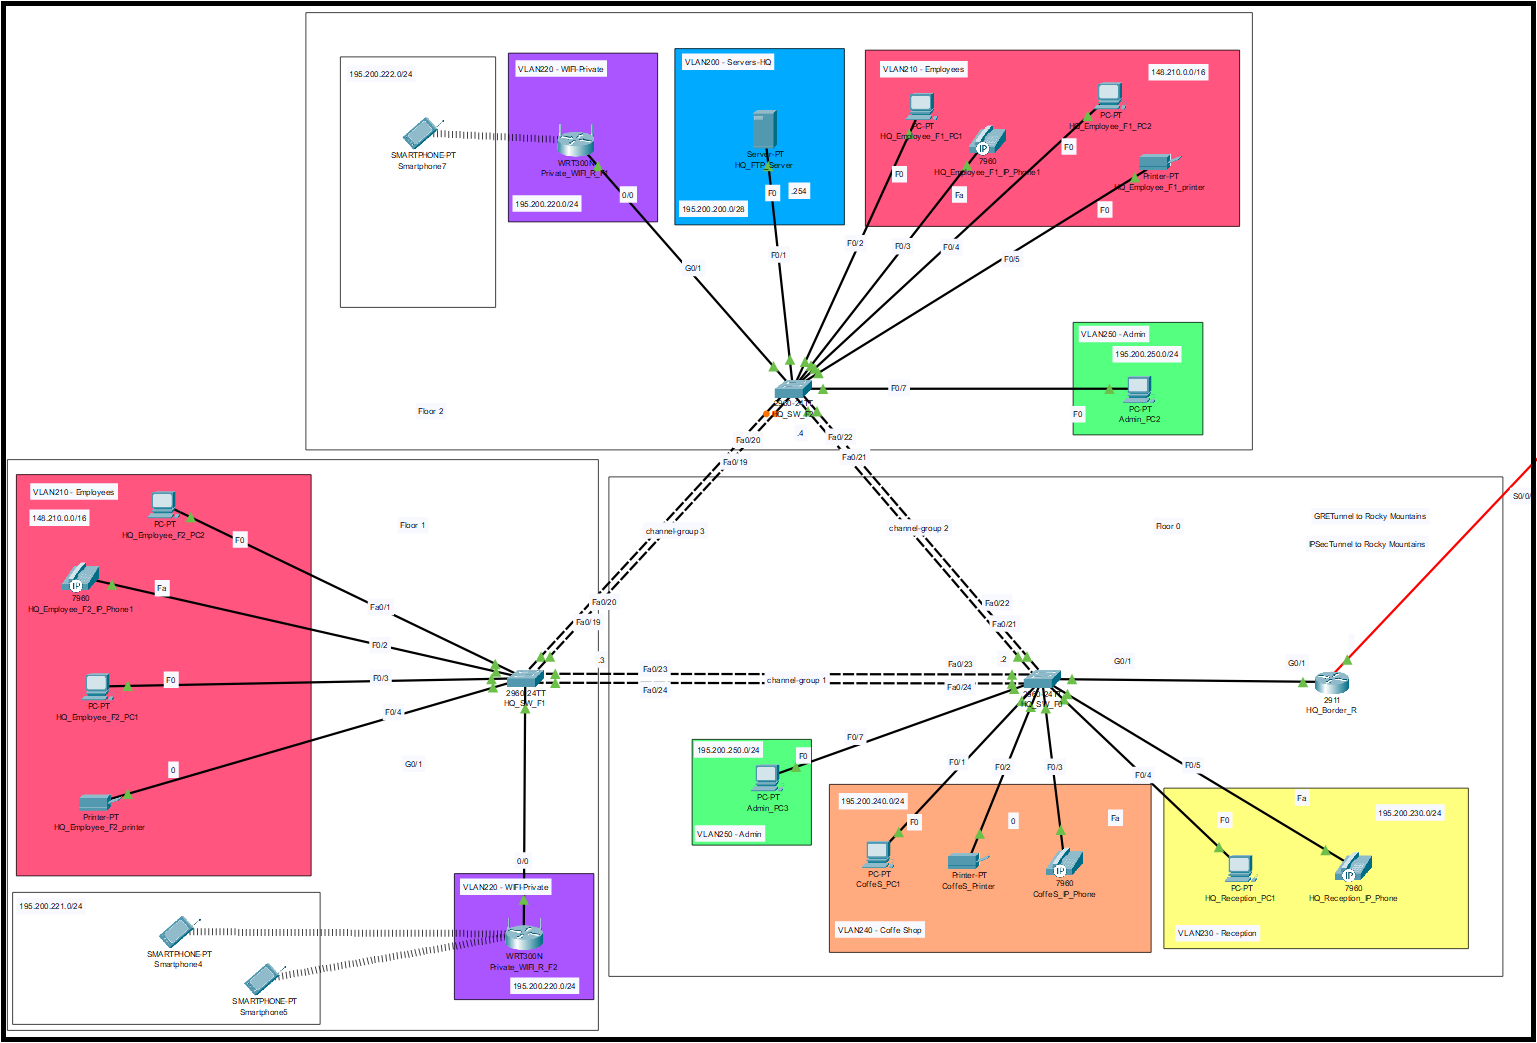 195.200.222.0/24
SMARTPHONE-PT
Smartphone7
VLAN220 - WIFI-Private
WRT300N
Private_WIFI_R_F1
195.200.220.0/24
0/0
G0/1
VLAN200 - Servers-HQ
Server-PT
HQ_FTP_Server
F0
.254
195.200.200.0/28
F0/1
VLAN210 - Employees
148.210.0.0/16
PC-PT
HQ_Employee_F1_PC1
F0
7960
HQ_Employee_F1_IP_Phone1
Fa
PC-PT
HQ_Employee_F1_PC2
F0
Printer-PT
HQ_Employee_F1_printer
F0
F0/2
F0/3
F0/4
F0/5
VLAN250 - Admin
195.200.250.0/24
PC-PT
Admin_PC2
F0
F0/7
2960-24TT
HQ_SW_F2
.4
Floor 2
Fa0/20
Fa0/19
Fa0/22
Fa0/21
channel-group 3
channel-group 2
Fa0/20
Fa0/19
Fa0/22
Fa0/21
VLAN210 - Employees
148.210.0.0/16
Floor 1
PC-PT
HQ_Employee_F2_PC2
F0
7960
HQ_Employee_F2_IP_Phone1
Fa
PC-PT
HQ_Employee_F2_PC1
F0
Printer-PT
HQ_Employee_F2_printer
0
Fa0/1
F0/2
F0/3
F0/4
G0/1
.3
2960-24TT
HQ_SW_F1
Fa0/23
Fa0/24
channel-group 1
Fa0/23
Fa0/24
.2
2960-24TT
HQ_SW_F0
Floor 0
GRETunnel to Rocky Mountains
IPSecTunnel to Rocky Mountains
S0/0/
G0/1
G0/1
2911
HQ_Border_R
195.200.250.0/24
F0
PC-PT
Admin_PC3
VLAN250 - Admin
F0/7
F0/1
F0/2
F0/3
F0/4
F0/5
195.200.240.0/24
F0
0
Fa
PC-PT
CoffeS_PC1
Printer-PT
CoffeS_Printer
7960
CoffeS_IP_Phone
VLAN240 - Coffe Shop
Fa
195.200.230.0/24
F0
PC-PT
HQ_Reception_PC1
7960
HQ_Reception_IP_Phone
VLAN230 - Reception
0/0
VLAN220 - WIFI-Private
WRT300N
Private_WIFI_R_F2
195.200.220.0/24
195.200.221.0/24
SMARTPHONE-PT
Smartphone4
SMARTPHONE-PT
Smartphone5